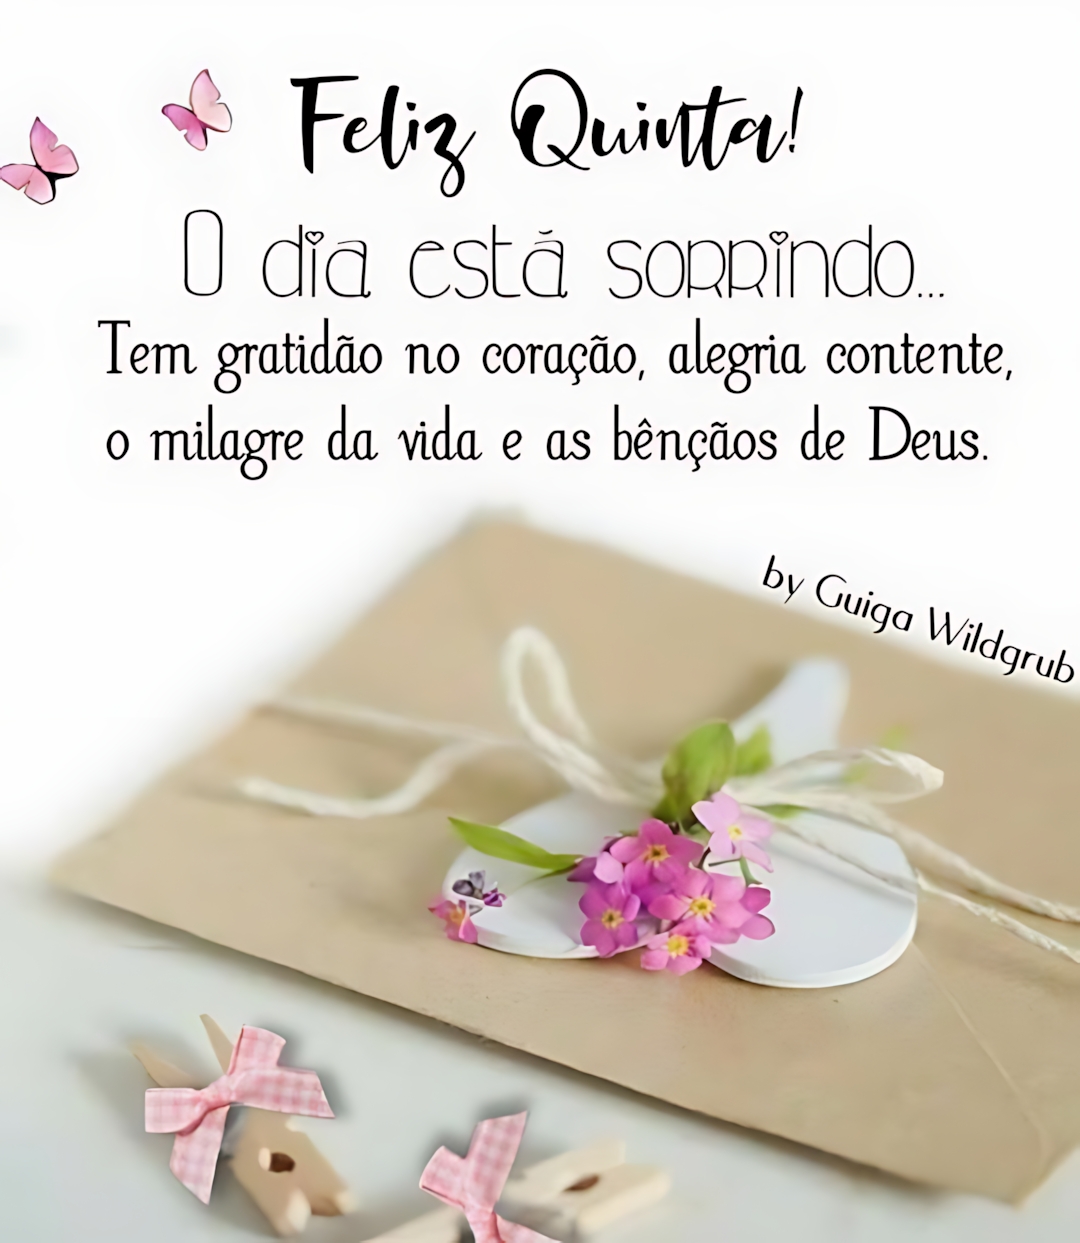 Feliz Quinta!
O dia está sorrindo...
Tem gratidão no coração, alegria contente,
o milagre da vida e as bênçãos de Deus.
by Guiga Wildgrub